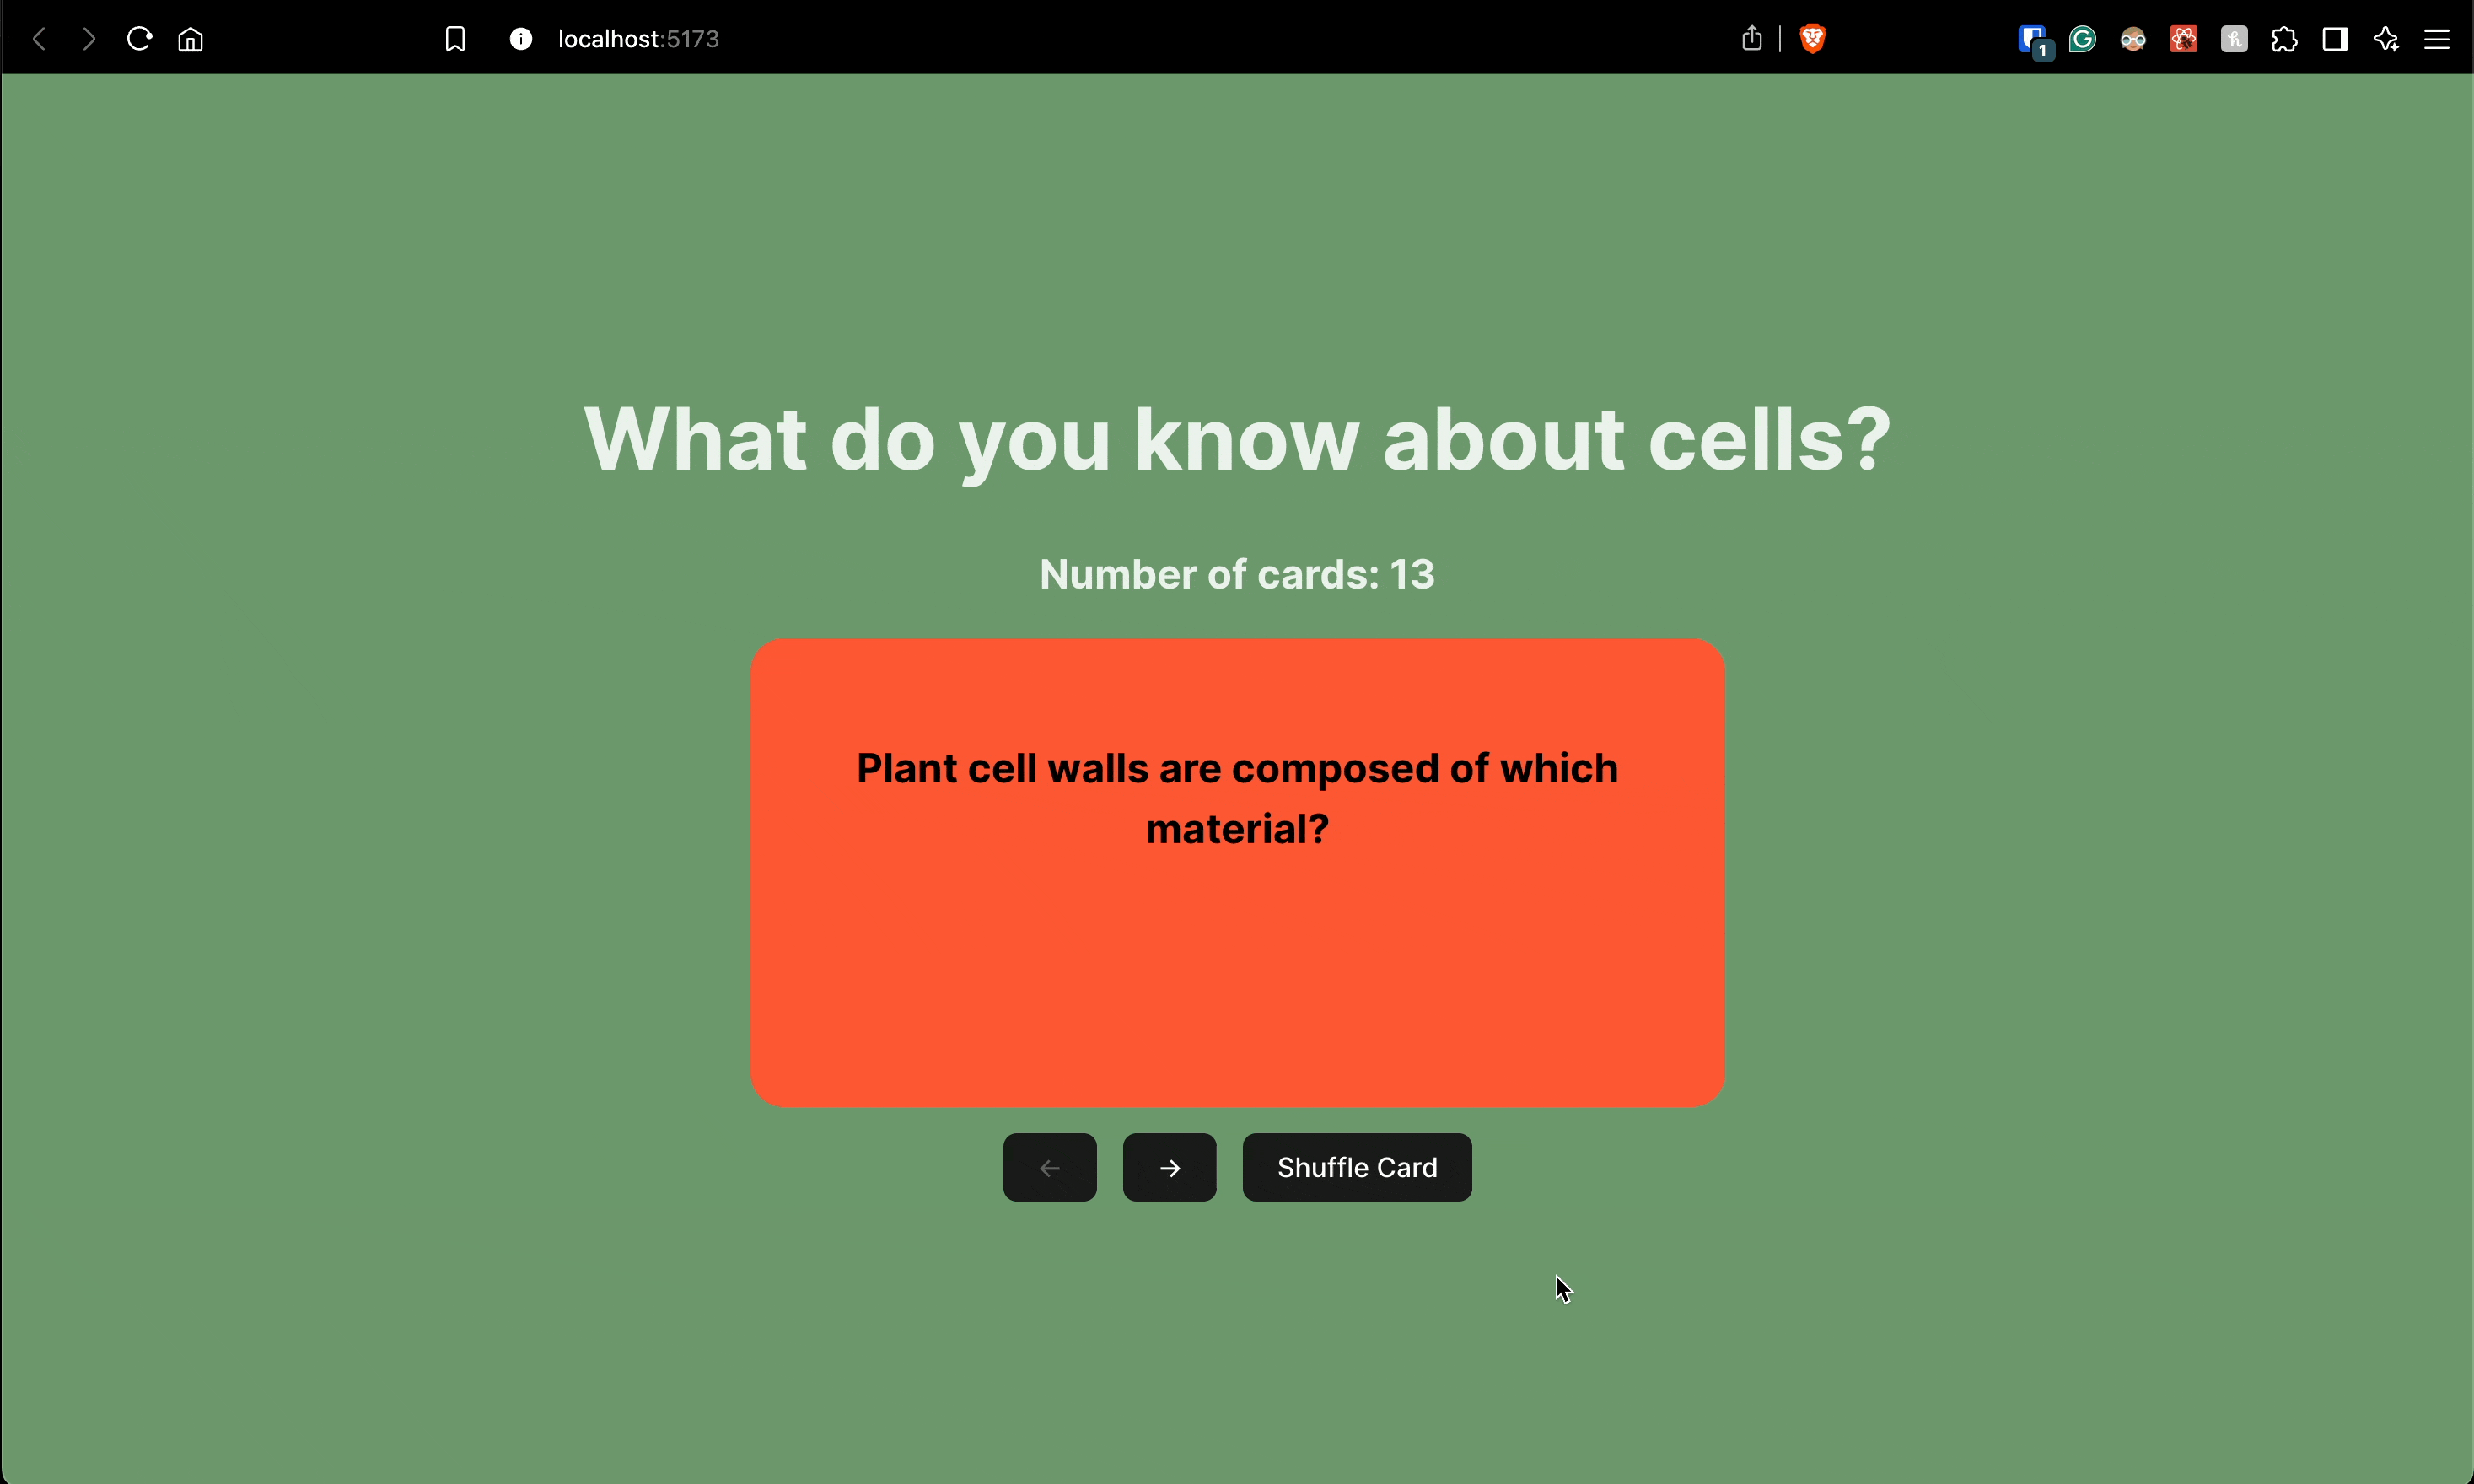 localhost:5173
1
What do you know about cells?
Number of cards: 13
Plant cell walls are composed of which
material?
← → Shuffle Card